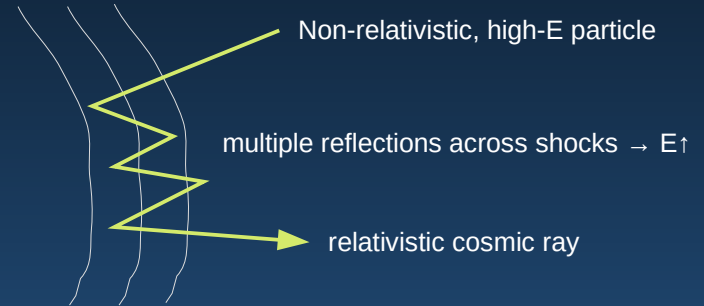 Non-relativistic, high-E particle
multiple reflections across shocks → E↑
relativistic cosmic ray